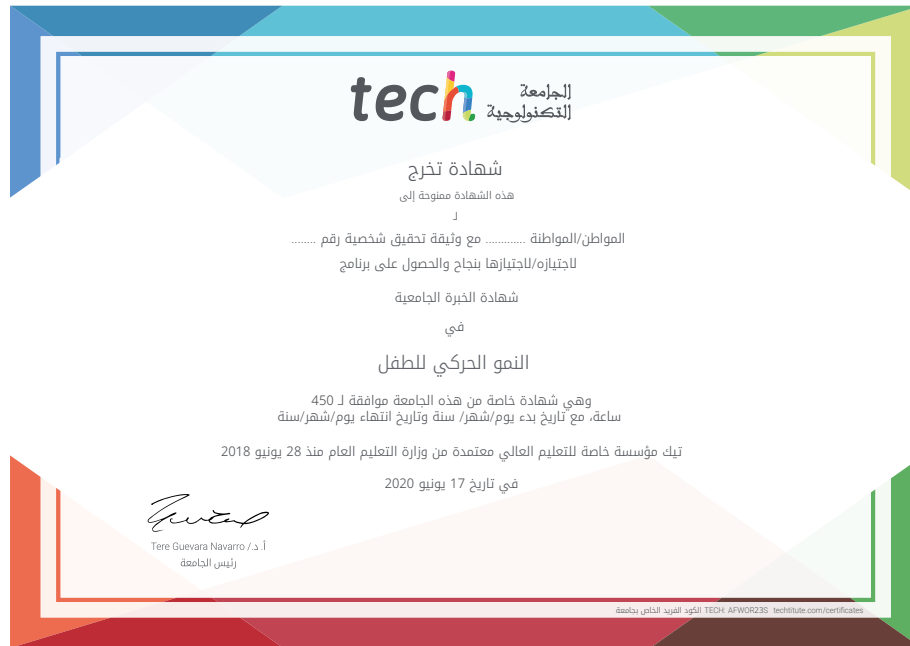 tech الجامعة
التكنولوجية
شهادة تخرج
هذه الشهادة ممنوحة إلى
لـ
المواطن/المواطنة ............ مع وثيقة تحقيق شخصية رقم ........
لاجتيازه/لاجتيازها بنجاح والحصول على برنامج
شهادة الخبرة الجامعية
في
النمو الحركي للطفل
وهي شهادة خاصة من هذه الجامعة موافقة لـ 450
ساعة، مع تاريخ بدء يوم/شهر/ سنة وتاريخ انتهاء يوم/شهر/سنة
تيك مؤسسة خاصة للتعليم العالي معتمدة من وزارة التعليم العام منذ 28 يونيو 2018
في تاريخ 17 يونيو 2020
أ.د./ Tere Guevara Navarro
رئيس الجامعة
الكود الفريد الخاص بجامعة TECH: AFWOR23S techtitute.com/certificates